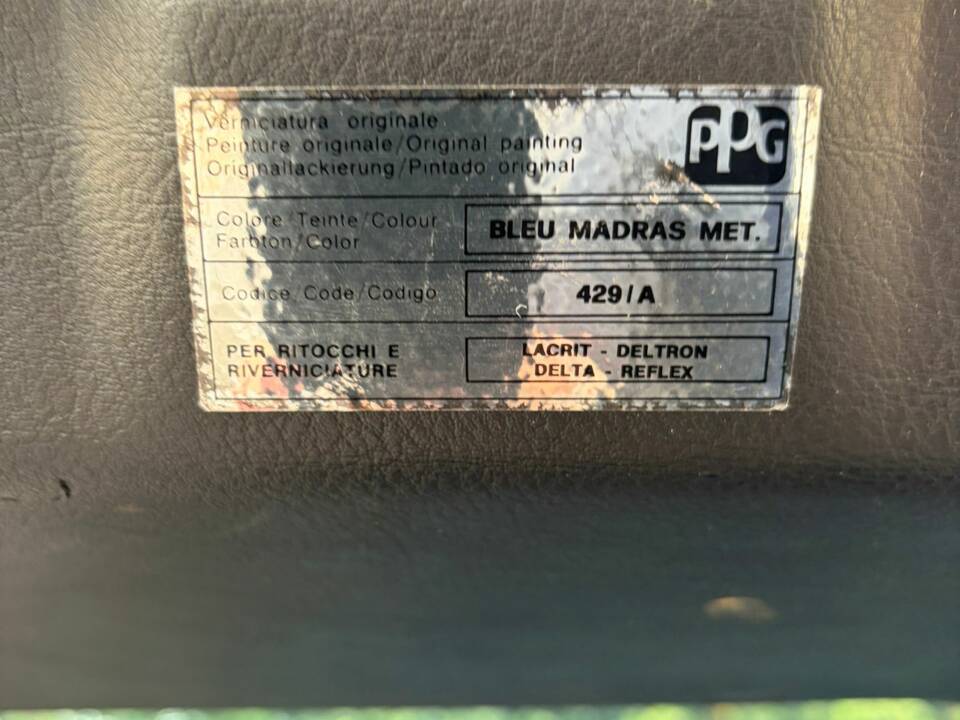 Verniciatura originale
PPG
Peinture originale/Original painting
Originallackierung/Pintado original
Colore/Teinte/Colour
Farbton/Color
BLEU MADRAS MET.
Codice/Code/Codigo
429/A
PER RITOCCHI E
RIVERNICIATURE
LACRIT - DELTRON
DELTA - REFLEX